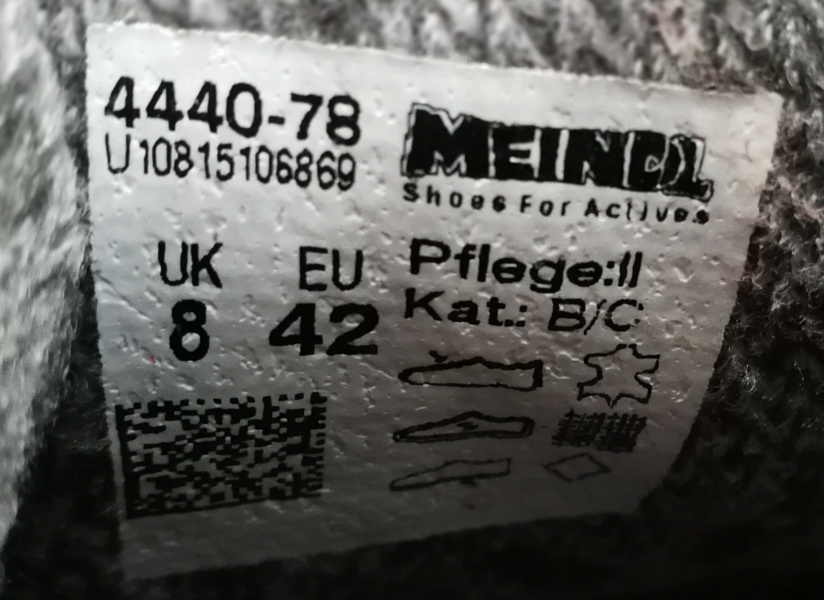 4440-78
U10815106869
MEINDL
Shoes For Actives
UK EU
8 42
Pflege:II
Kat.: B/C